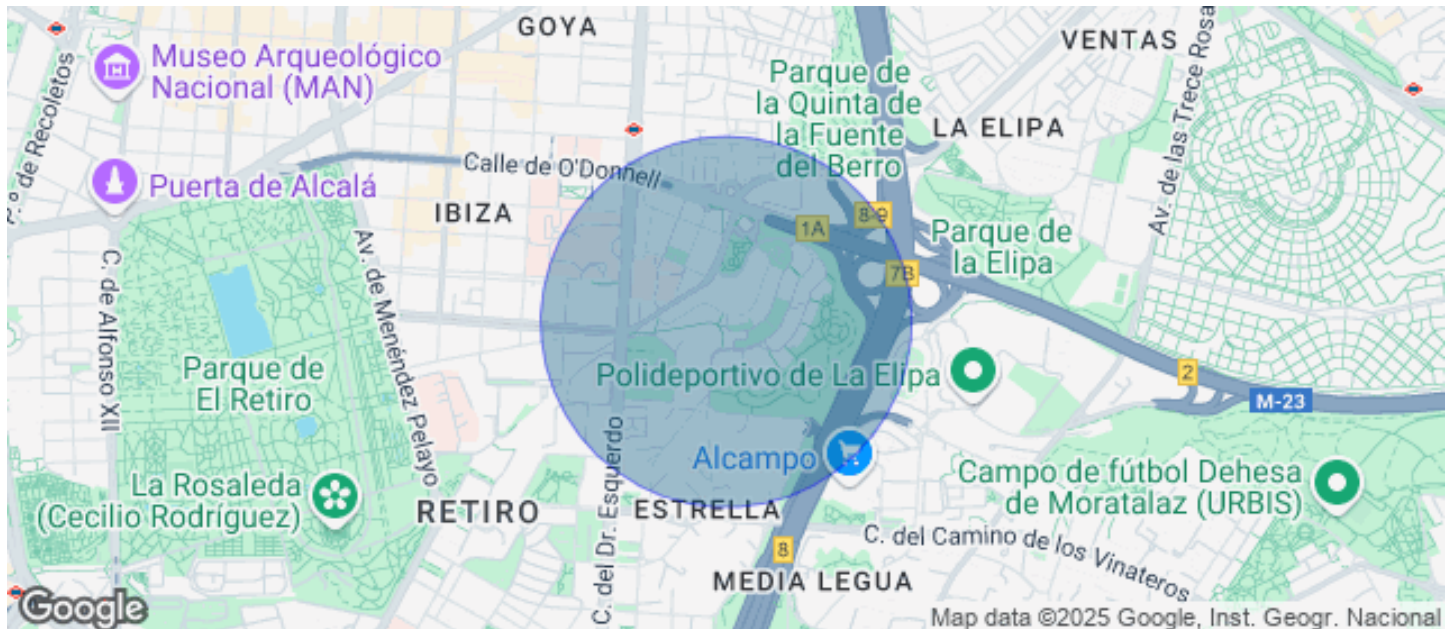 GOYA
VENTAS
Museo Arqueológico
Nacional (MAN)
P.º de Recoletos
Parque de
la Quinta de
la Fuente
del Berro
LA ELIPA
Av. de las Trece Rosa
Calle de O'Donnell
Puerta de Alcalá
IBIZA
8-9
1A
7B
Parque de
la Elipa
C. de Alfonso XII
Av. de Menéndez Pelayo
Parque de
El Retiro
Polideportivo de La Elipa
2
M-23
C. del Dr. Esquerdo
Alcampo
La Rosaleda
(Cecilio Rodríguez)
RETIRO
ESTRELLA
Campo de fútbol Dehesa
de Moratalaz (URBIS)
8
C. del Camino de los Vinateros
MEDIA LEGUA
Google
Map data ©2025 Google, Inst. Geogr. Nacional